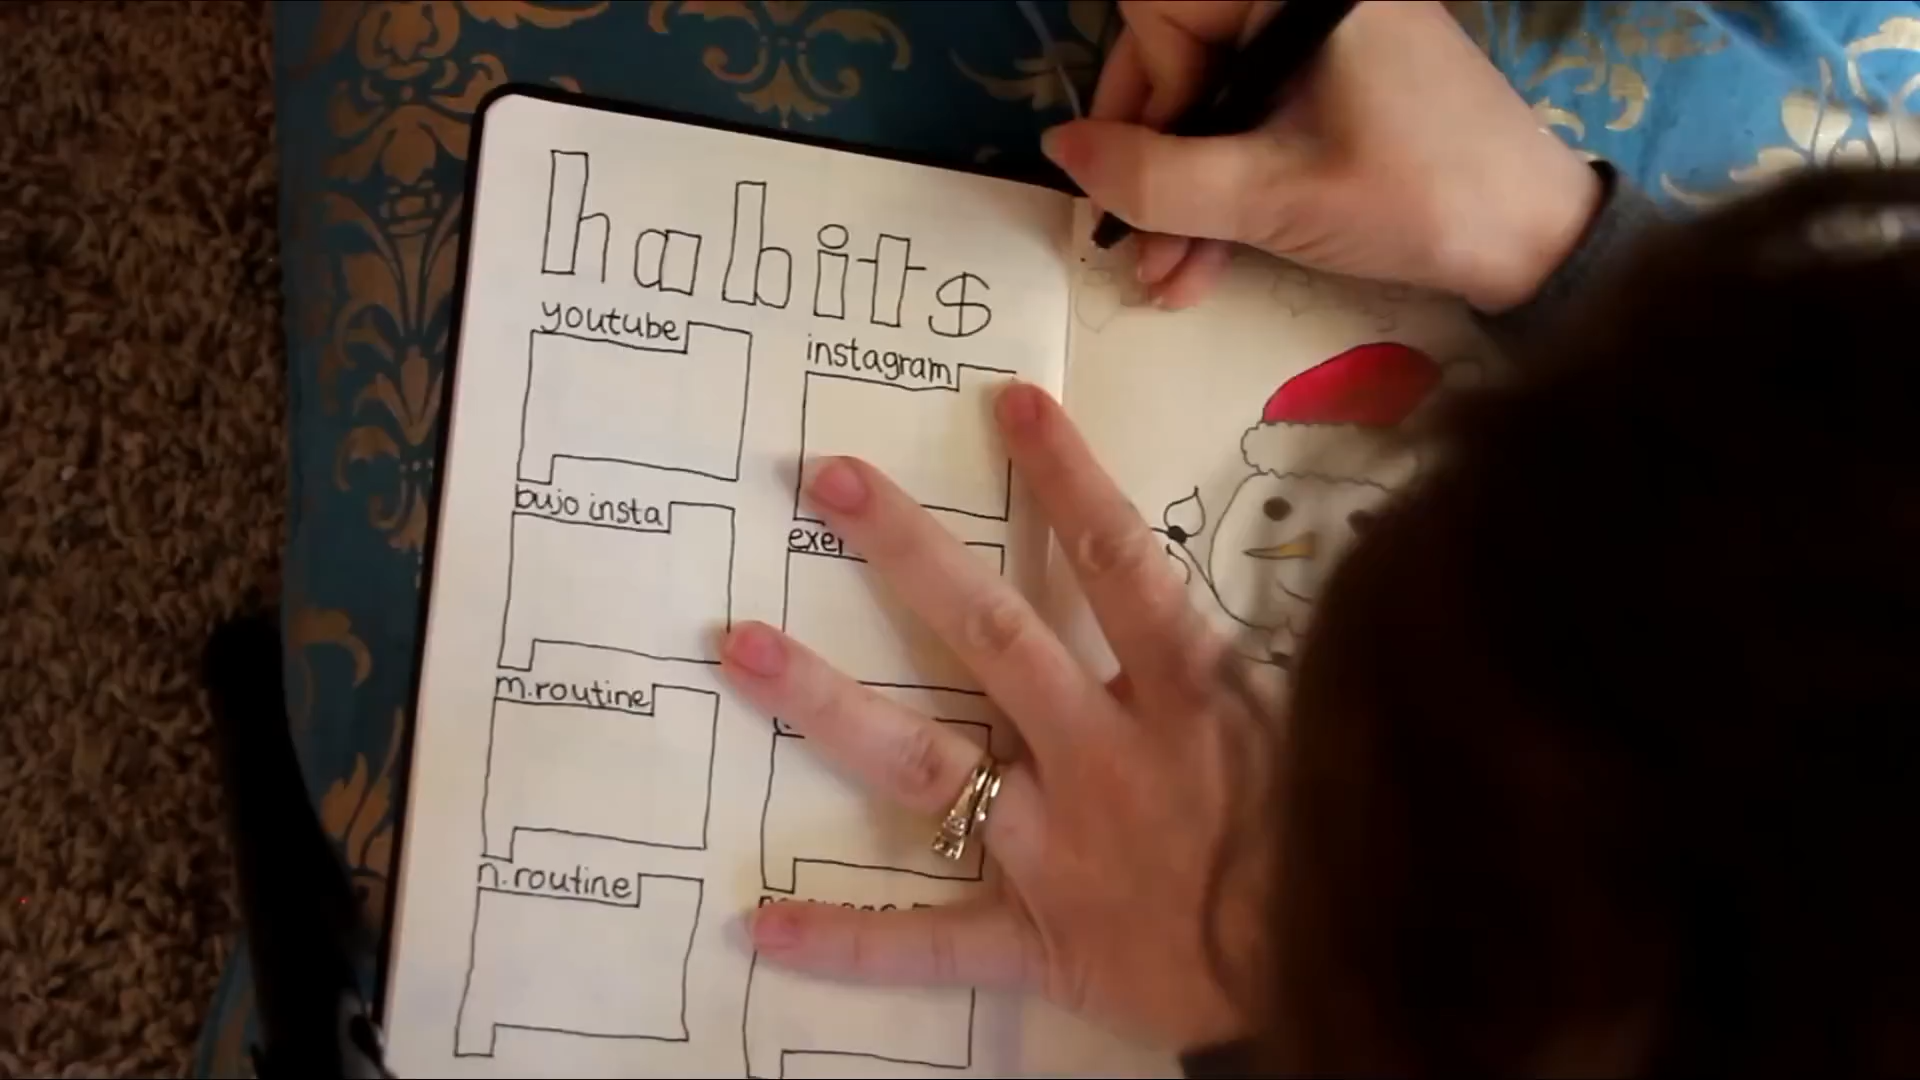 habits
youtube
instagram
bujo insta
m.routine
n.routine